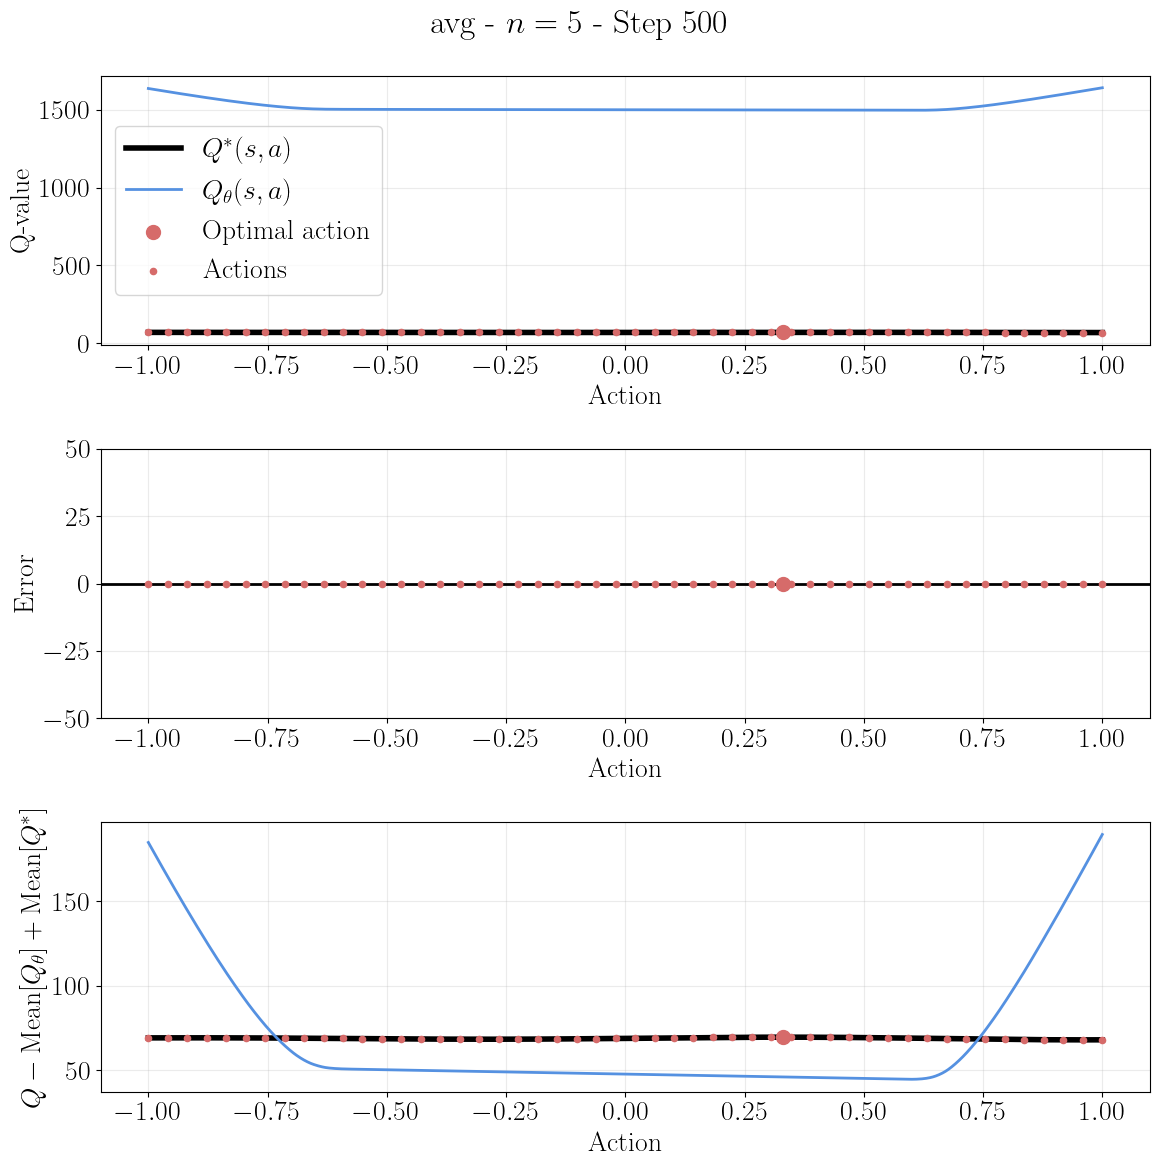 avg - n = 5 - Step 500
1500
1000
500
0
Q-value
Q*(s, a)
Qθ(s, a)
Optimal action
Actions
−1.00 −0.75 −0.50 −0.25 0.00 0.25 0.50 0.75 1.00
Action
50
25
0
−25
−50
Error
−1.00 −0.75 −0.50 −0.25 0.00 0.25 0.50 0.75 1.00
Action
150
100
50
Q − Mean[Qθ] + Mean[Q*]
−1.00 −0.75 −0.50 −0.25 0.00 0.25 0.50 0.75 1.00
Action